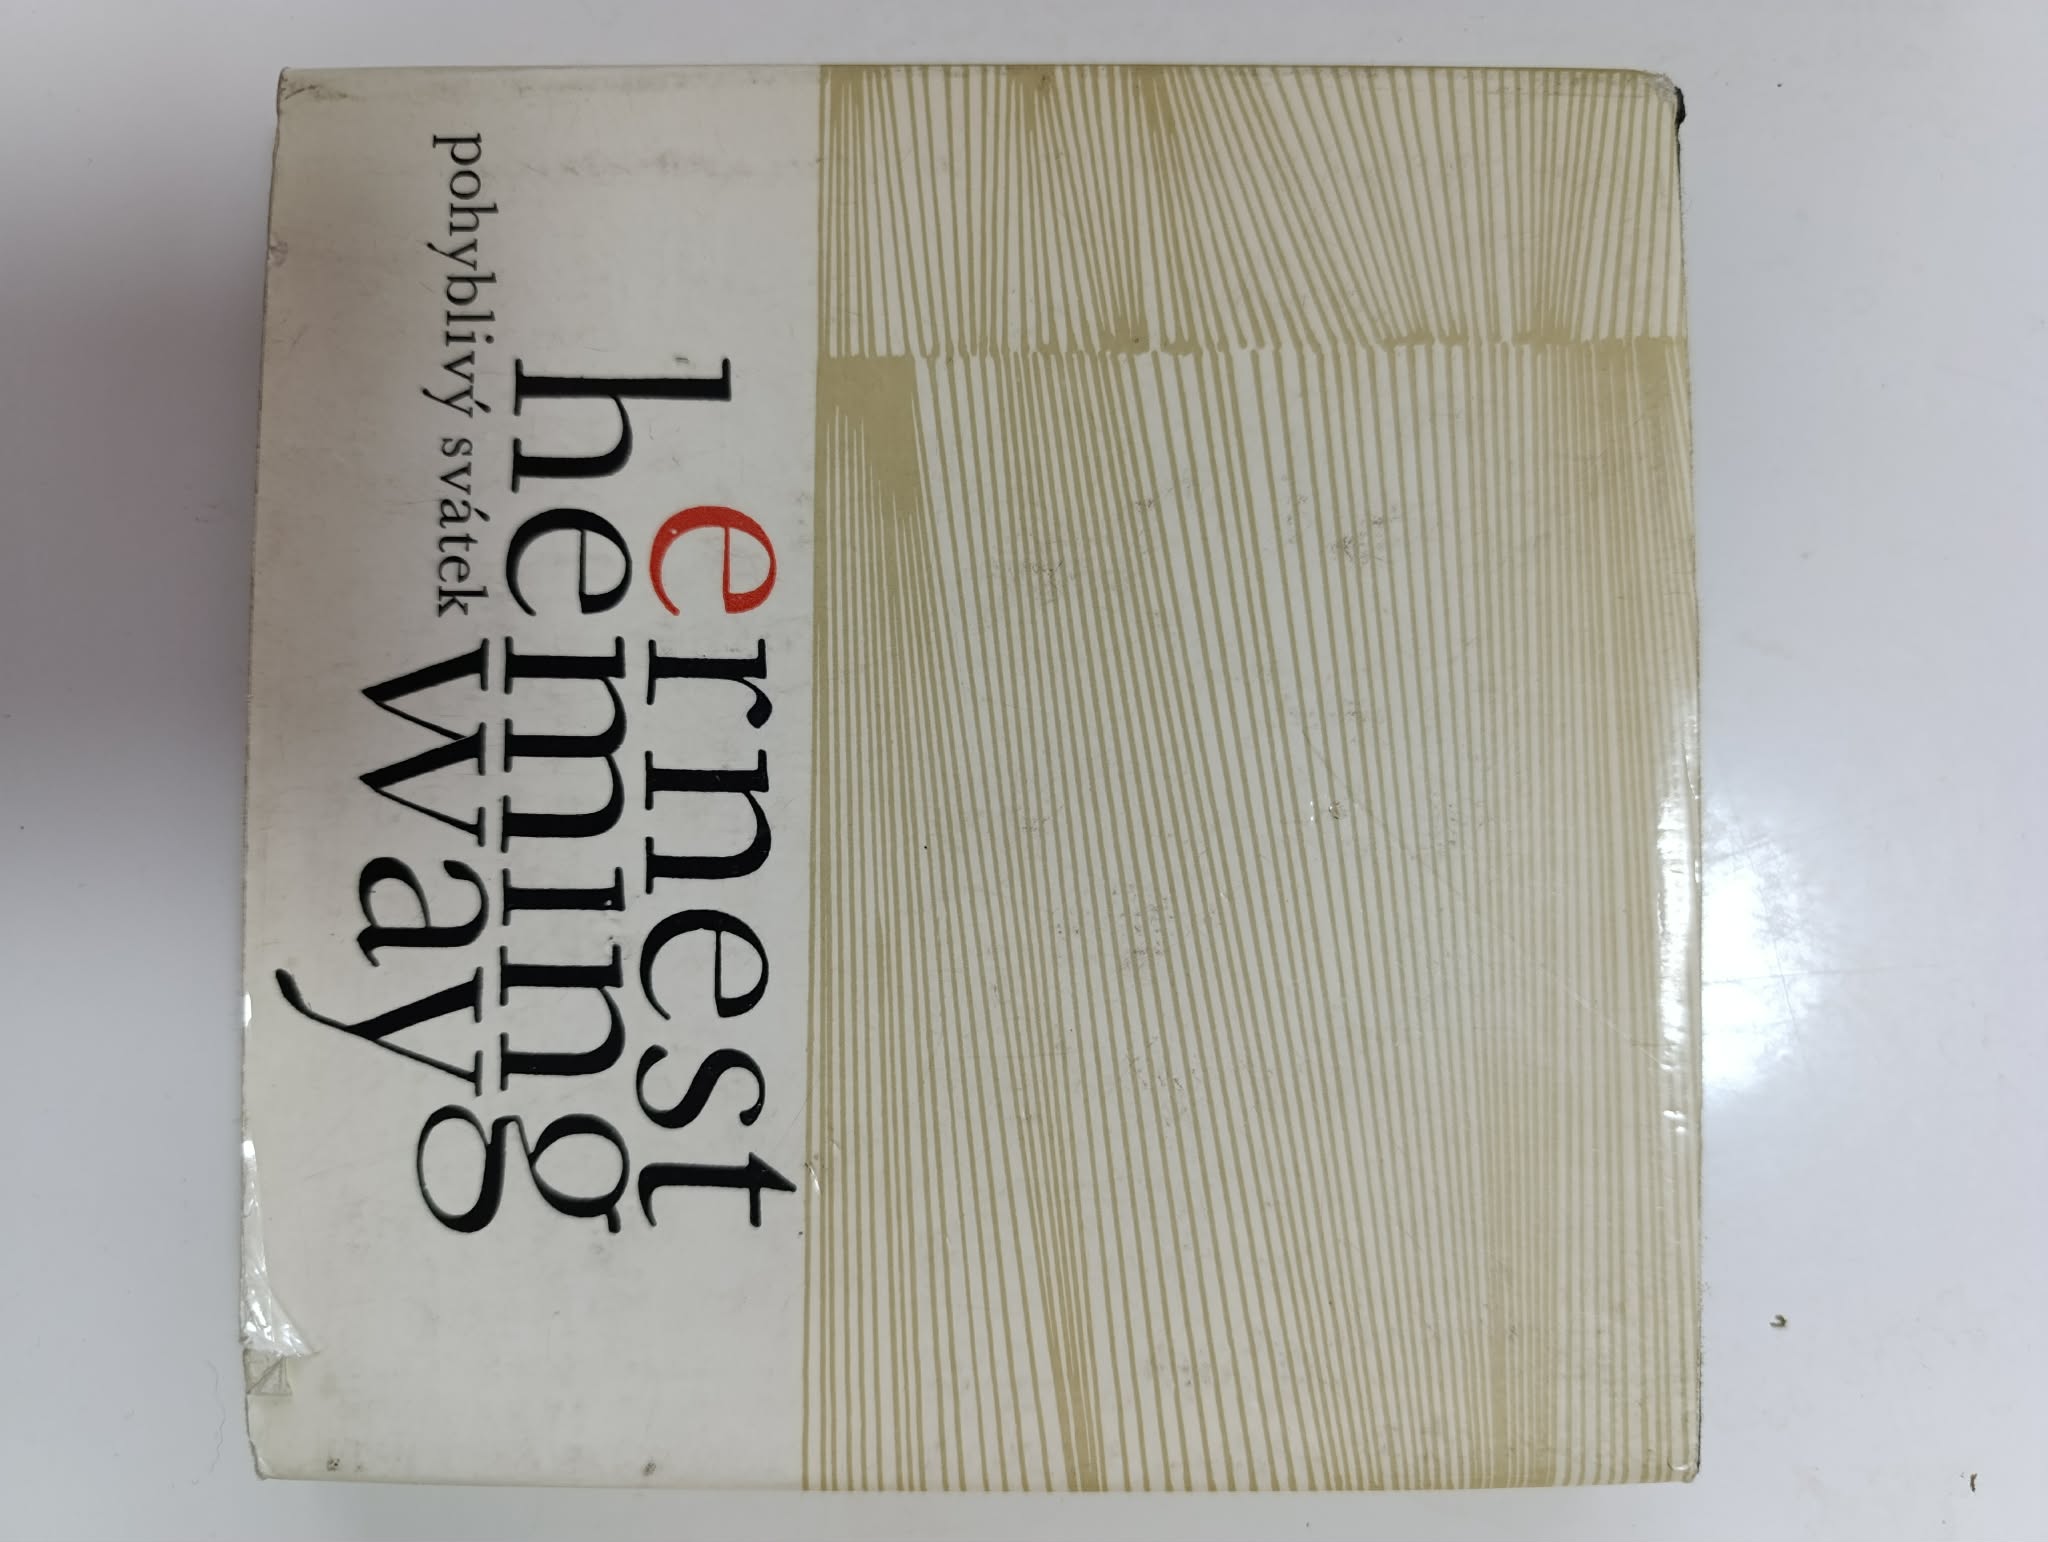 ernest
heming
way
pohyblivý svátek